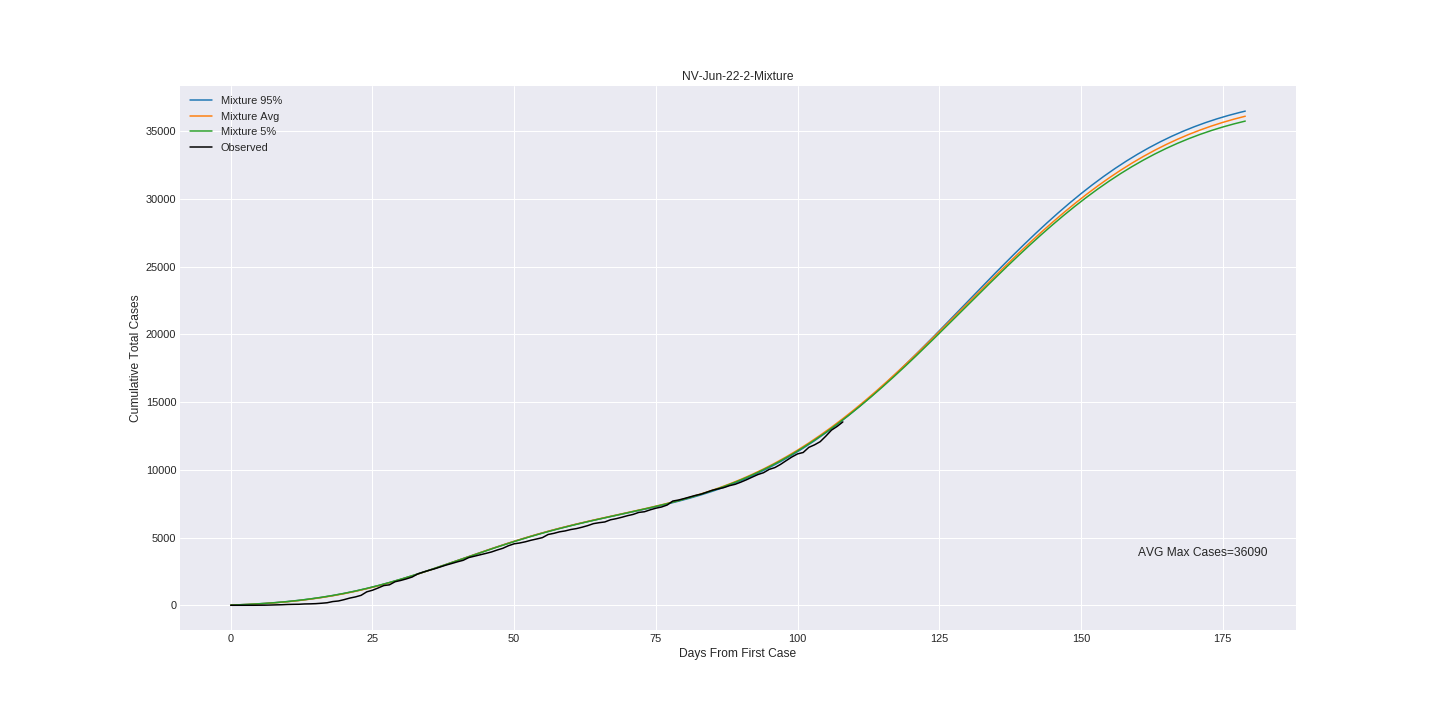 NV-Jun-22-2-Mixture
Mixture 95%
Mixture Avg
Mixture 5%
Observed
35000
30000
25000
20000
15000
10000
5000
0
Cumulative Total Cases
AVG Max Cases=36090
0 25 50 75 100 125 150 175
Days From First Case